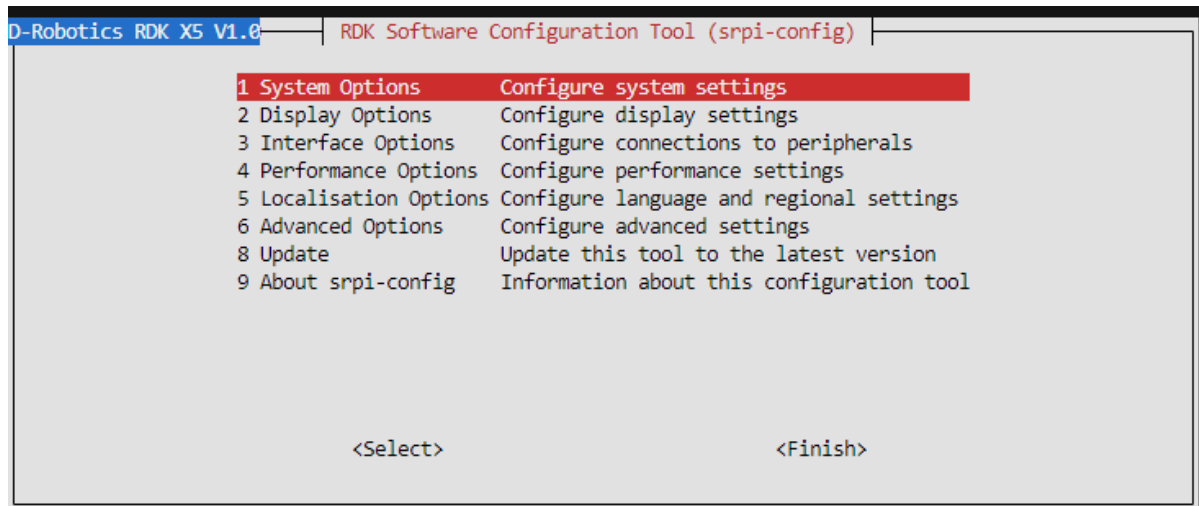 D-Robotics RDK X5 V1.0 RDK Software Configuration Tool (srpi-config)
1 System Options Configure system settings
2 Display Options Configure display settings
3 Interface Options Configure connections to peripherals
4 Performance Options Configure performance settings
5 Localisation Options Configure language and regional settings
6 Advanced Options Configure advanced settings
8 Update Update this tool to the latest version
9 About srpi-config Information about this configuration tool
<Select> <Finish>